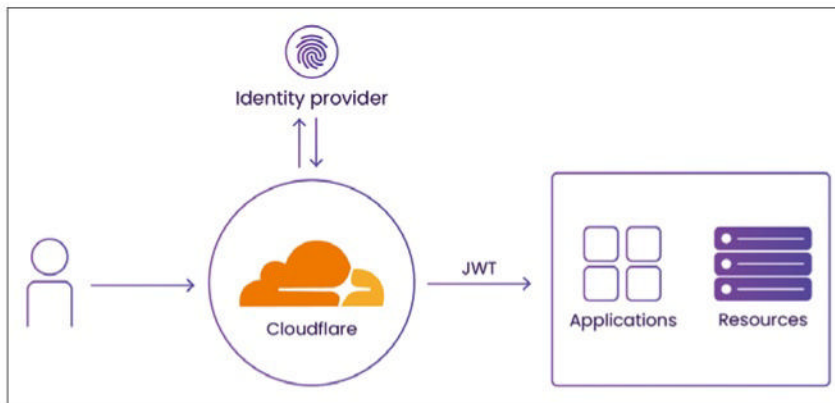 Identity provider
Cloudflare
JWT
Applications
Resources